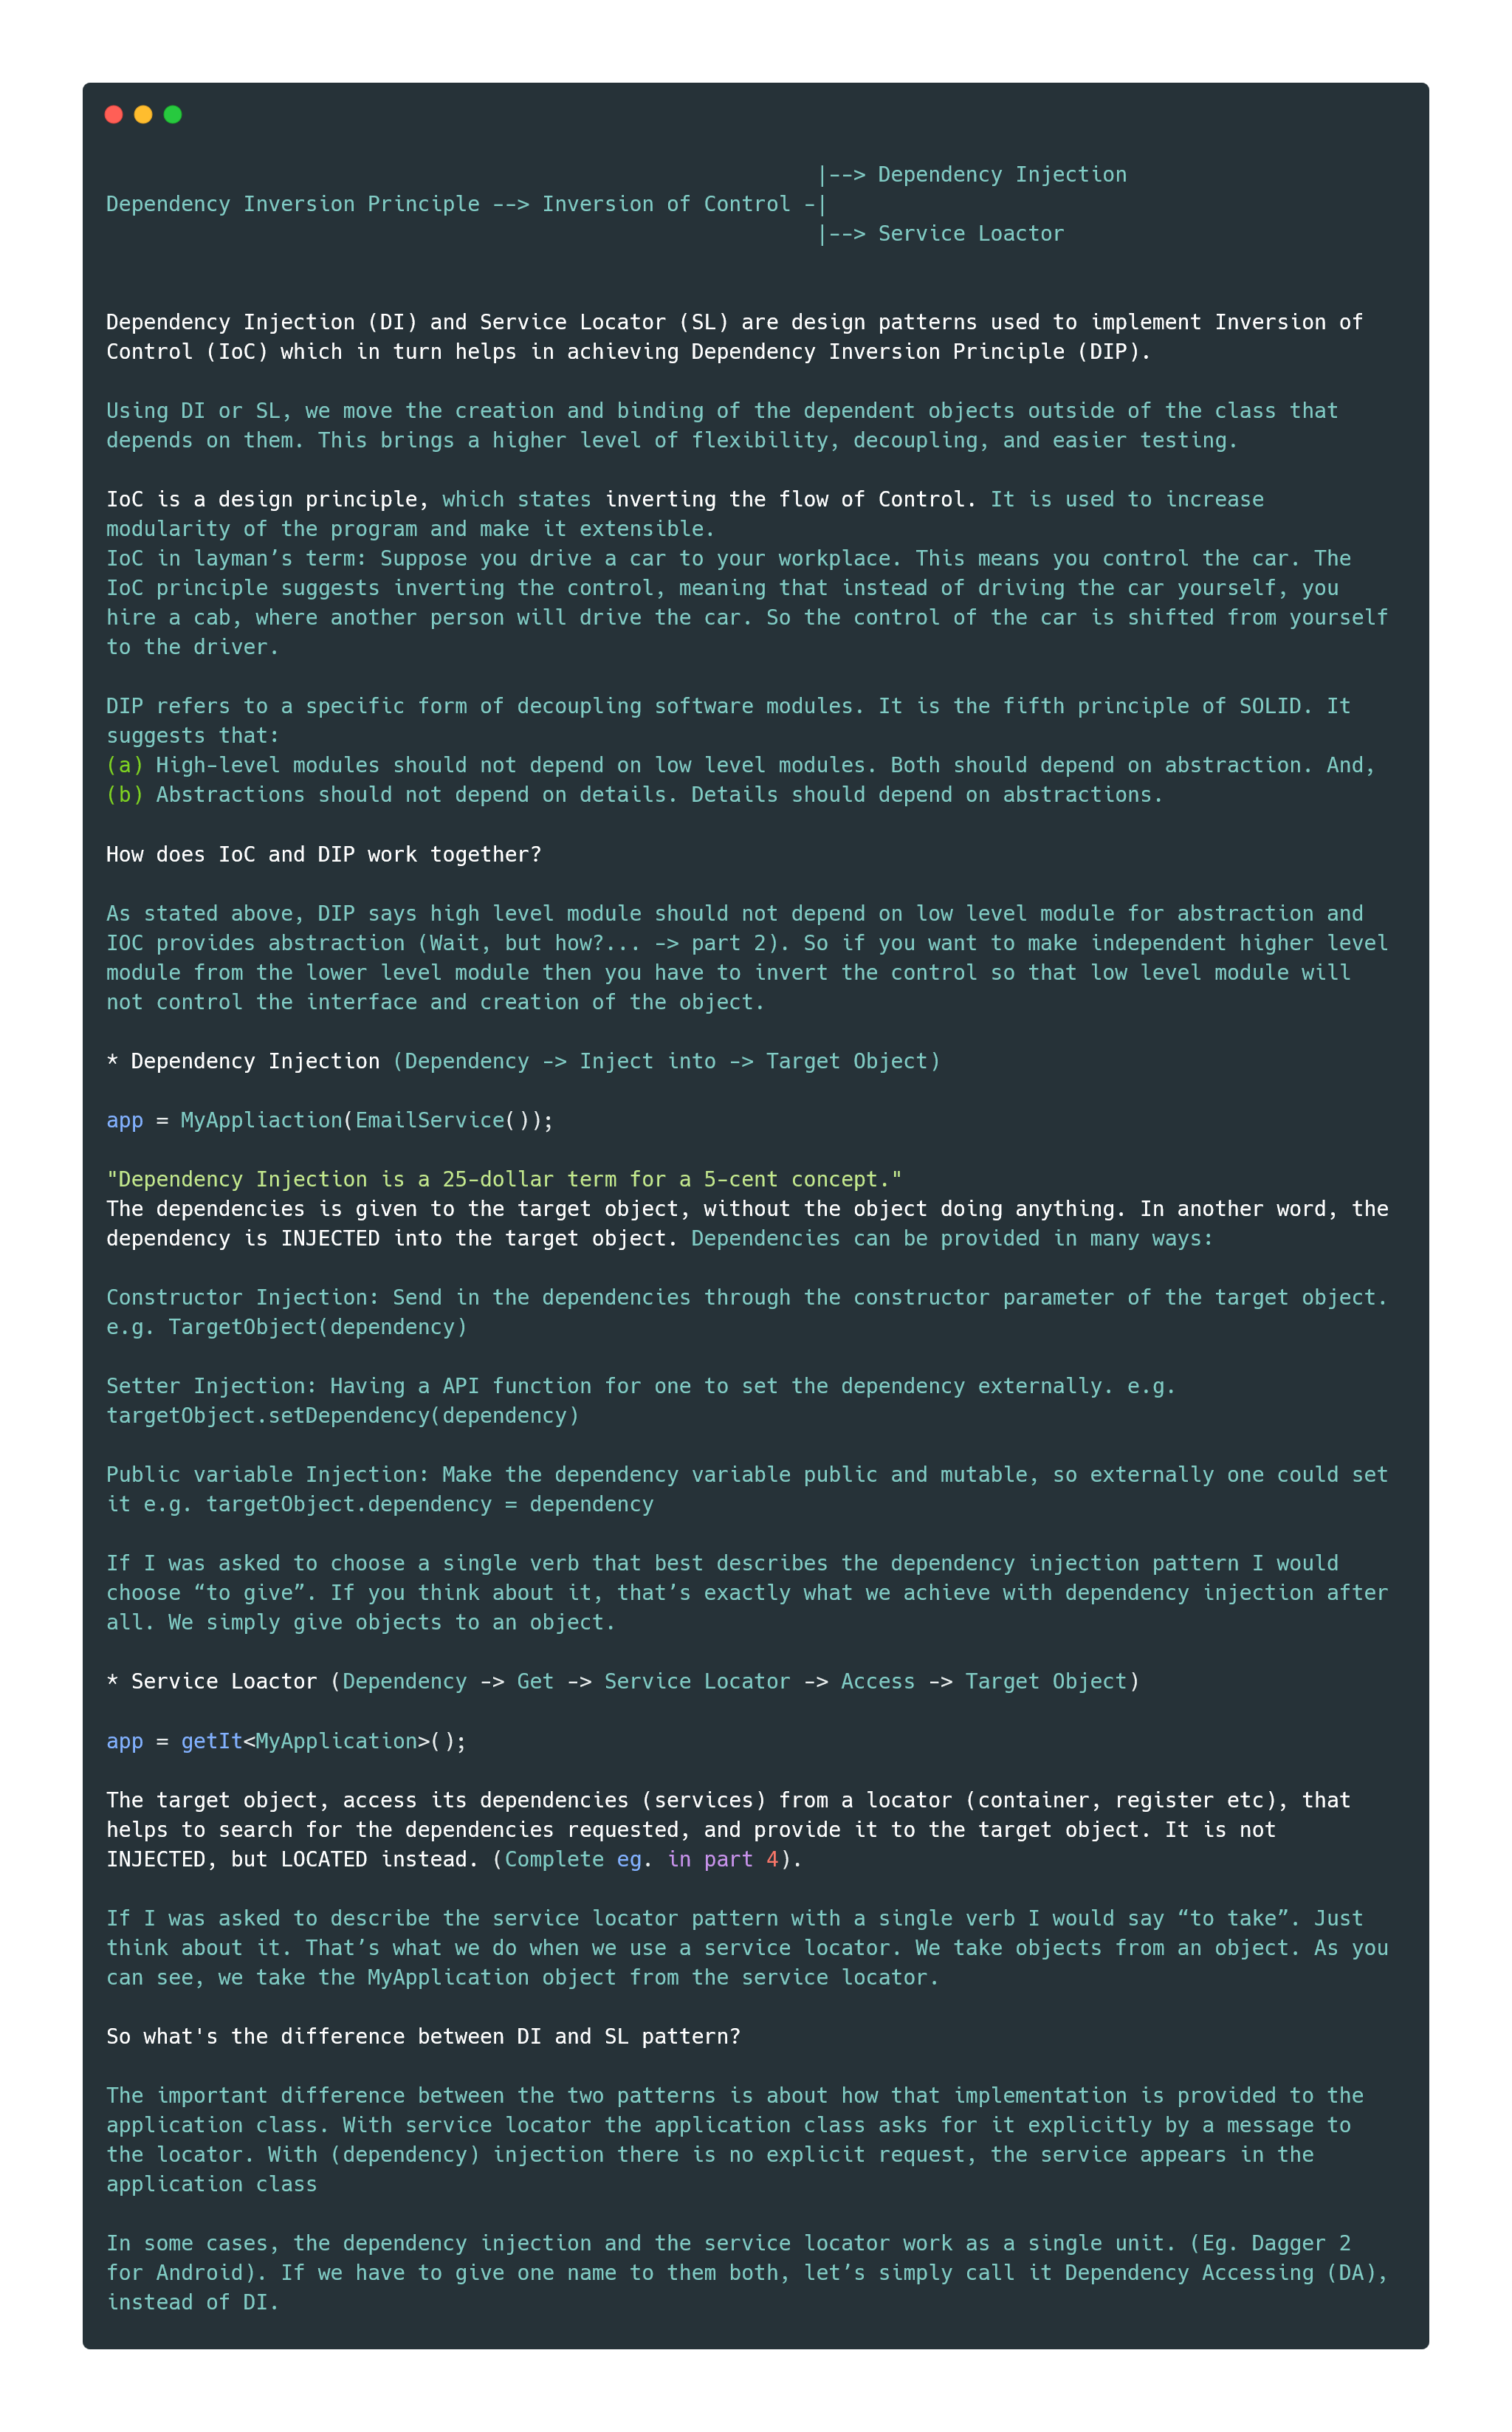 |--> Dependency Injection
Dependency Inversion Principle --> Inversion of Control -|
|--> Service Loactor
Dependency Injection (DI) and Service Locator (SL) are design patterns used to implement Inversion of
Control (IoC) which in turn helps in achieving Dependency Inversion Principle (DIP).
Using DI or SL, we move the creation and binding of the dependent objects outside of the class that
depends on them. This brings a higher level of flexibility, decoupling, and easier testing.
IoC is a design principle, which states inverting the flow of Control. It is used to increase
modularity of the program and make it extensible.
IoC in layman’s term: Suppose you drive a car to your workplace. This means you control the car. The
IoC principle suggests inverting the control, meaning that instead of driving the car yourself, you
hire a cab, where another person will drive the car. So the control of the car is shifted from yourself
to the driver.
DIP refers to a specific form of decoupling software modules. It is the fifth principle of SOLID. It
suggests that:
(a) High-level modules should not depend on low level modules. Both should depend on abstraction. And,
(b) Abstractions should not depend on details. Details should depend on abstractions.
How does IoC and DIP work together?
As stated above, DIP says high level module should not depend on low level module for abstraction and
IOC provides abstraction (Wait, but how?... -> part 2). So if you want to make independent higher level
module from the lower level module then you have to invert the control so that low level module will
not control the interface and creation of the object.
* Dependency Injection (Dependency -> Inject into -> Target Object)
app = MyAppliaction(EmailService());
"Dependency Injection is a 25-dollar term for a 5-cent concept."
The dependencies is given to the target object, without the object doing anything. In another word, the
dependency is INJECTED into the target object. Dependencies can be provided in many ways:
Constructor Injection: Send in the dependencies through the constructor parameter of the target object.
e.g. TargetObject(dependency)
Setter Injection: Having a API function for one to set the dependency externally. e.g.
targetObject.setDependency(dependency)
Public variable Injection: Make the dependency variable public and mutable, so externally one could set
it e.g. targetObject.dependency = dependency
If I was asked to choose a single verb that best describes the dependency injection pattern I would
choose “to give”. If you think about it, that’s exactly what we achieve with dependency injection after
all. We simply give objects to an object.
* Service Loactor (Dependency -> Get -> Service Locator -> Access -> Target Object)
app = getIt<MyApplication>();
The target object, access its dependencies (services) from a locator (container, register etc), that
helps to search for the dependencies requested, and provide it to the target object. It is not
INJECTED, but LOCATED instead. (Complete eg. in part 4).
If I was asked to describe the service locator pattern with a single verb I would say “to take”. Just
think about it. That’s what we do when we use a service locator. We take objects from an object. As you
can see, we take the MyApplication object from the service locator.
So what's the difference between DI and SL pattern?
The important difference between the two patterns is about how that implementation is provided to the
application class. With service locator the application class asks for it explicitly by a message to
the locator. With (dependency) injection there is no explicit request, the service appears in the
application class
In some cases, the dependency injection and the service locator work as a single unit. (Eg. Dagger 2
for Android). If we have to give one name to them both, let’s simply call it Dependency Accessing (DA),
instead of DI.